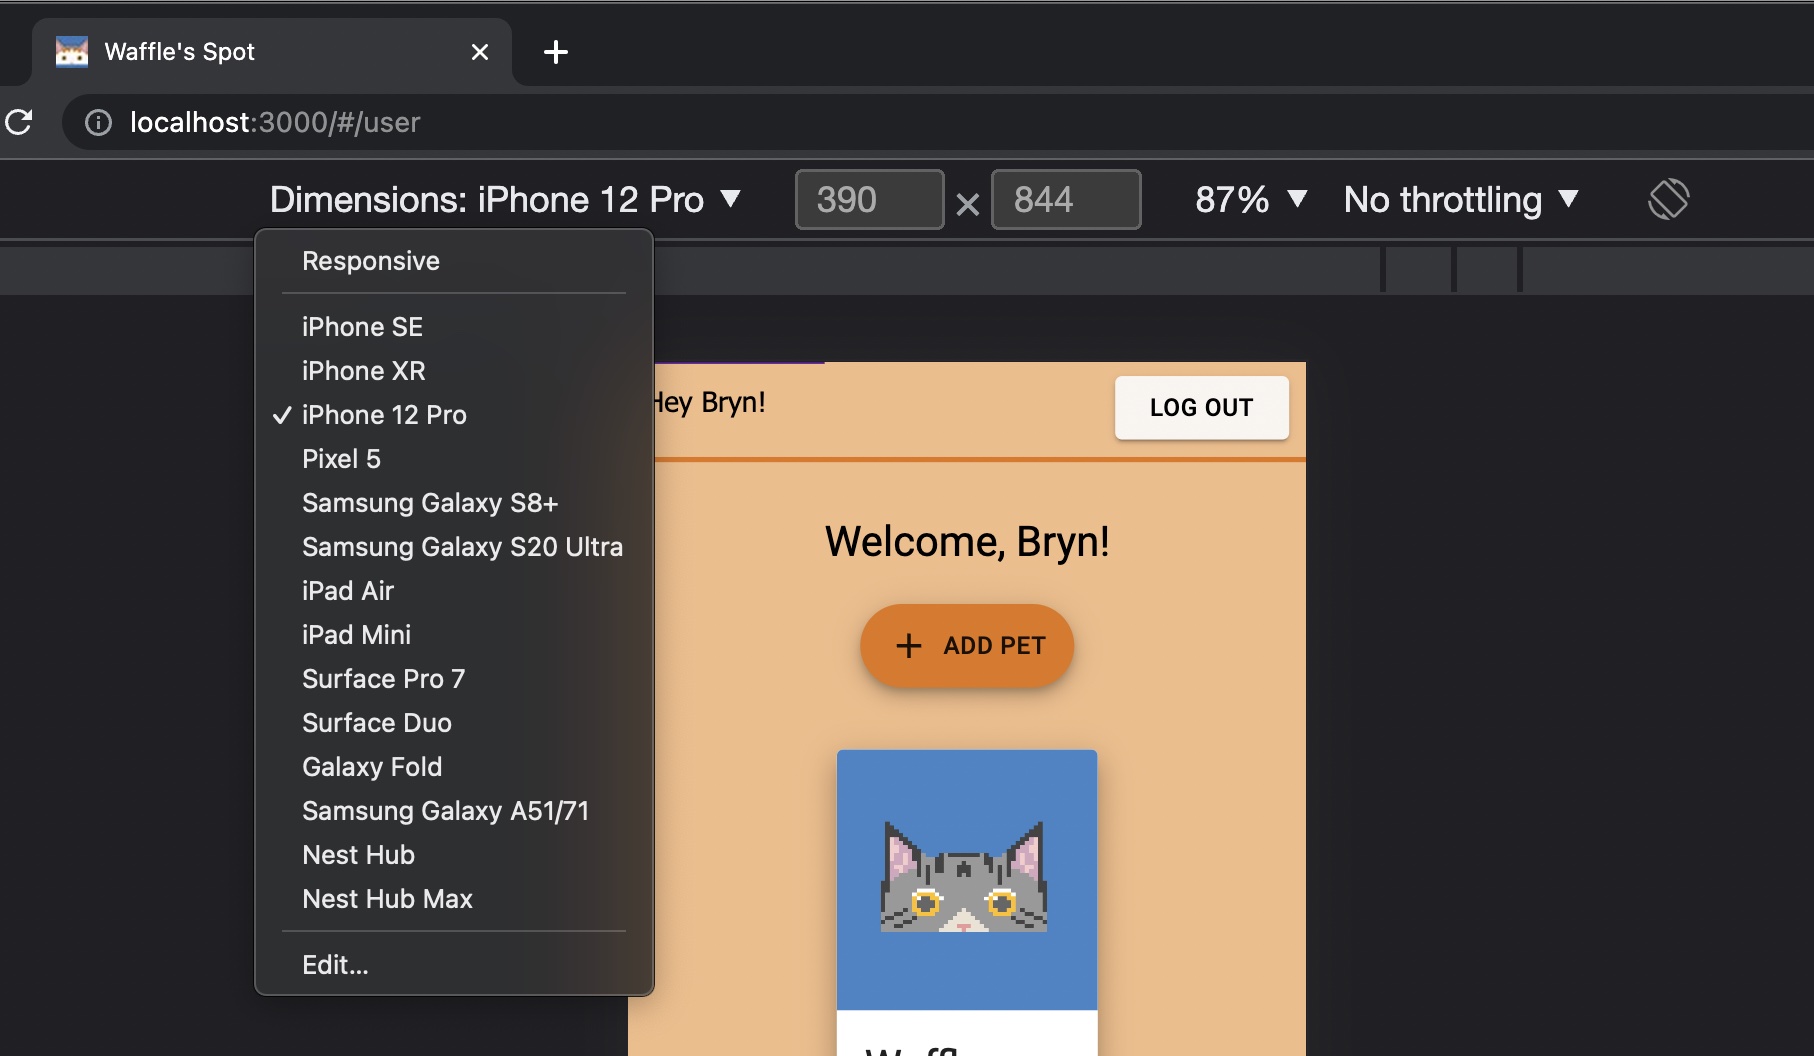 Waffle's Spot
localhost:3000/#/user
Dimensions: iPhone 12 Pro 390 × 844 87% No throttling
Responsive
iPhone SE
iPhone XR
iPhone 12 Pro
Pixel 5
Samsung Galaxy S8+
Samsung Galaxy S20 Ultra
iPad Air
iPad Mini
Surface Pro 7
Surface Duo
Galaxy Fold
Samsung Galaxy A51/71
Nest Hub
Nest Hub Max
Edit...
Hey Bryn!
LOG OUT
Welcome, Bryn!
+ ADD PET